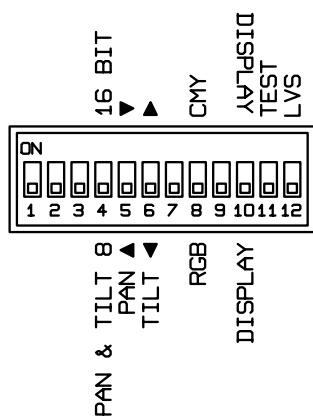 16 BIT
▼
▲
CMY
DISPLAY
TEST
LVS
ON
1 2 3 4 5 6 7 8 9 10 11 12
PAN & TILT 8
PAN ▲
TILT ▼
RGB
DISPLAY